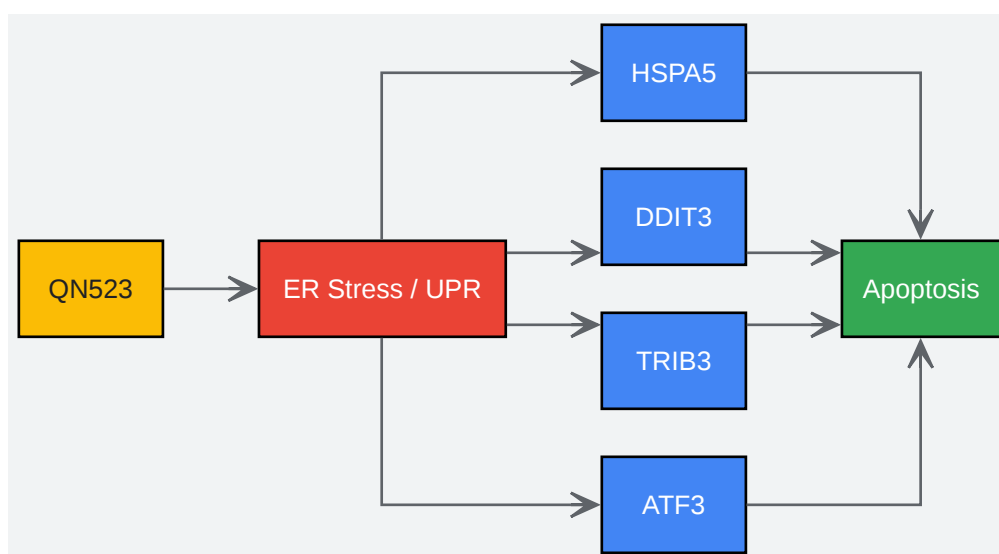 HSPA5
DDIT3
QN523
ER Stress / UPR
Apoptosis
TRIB3
ATF3